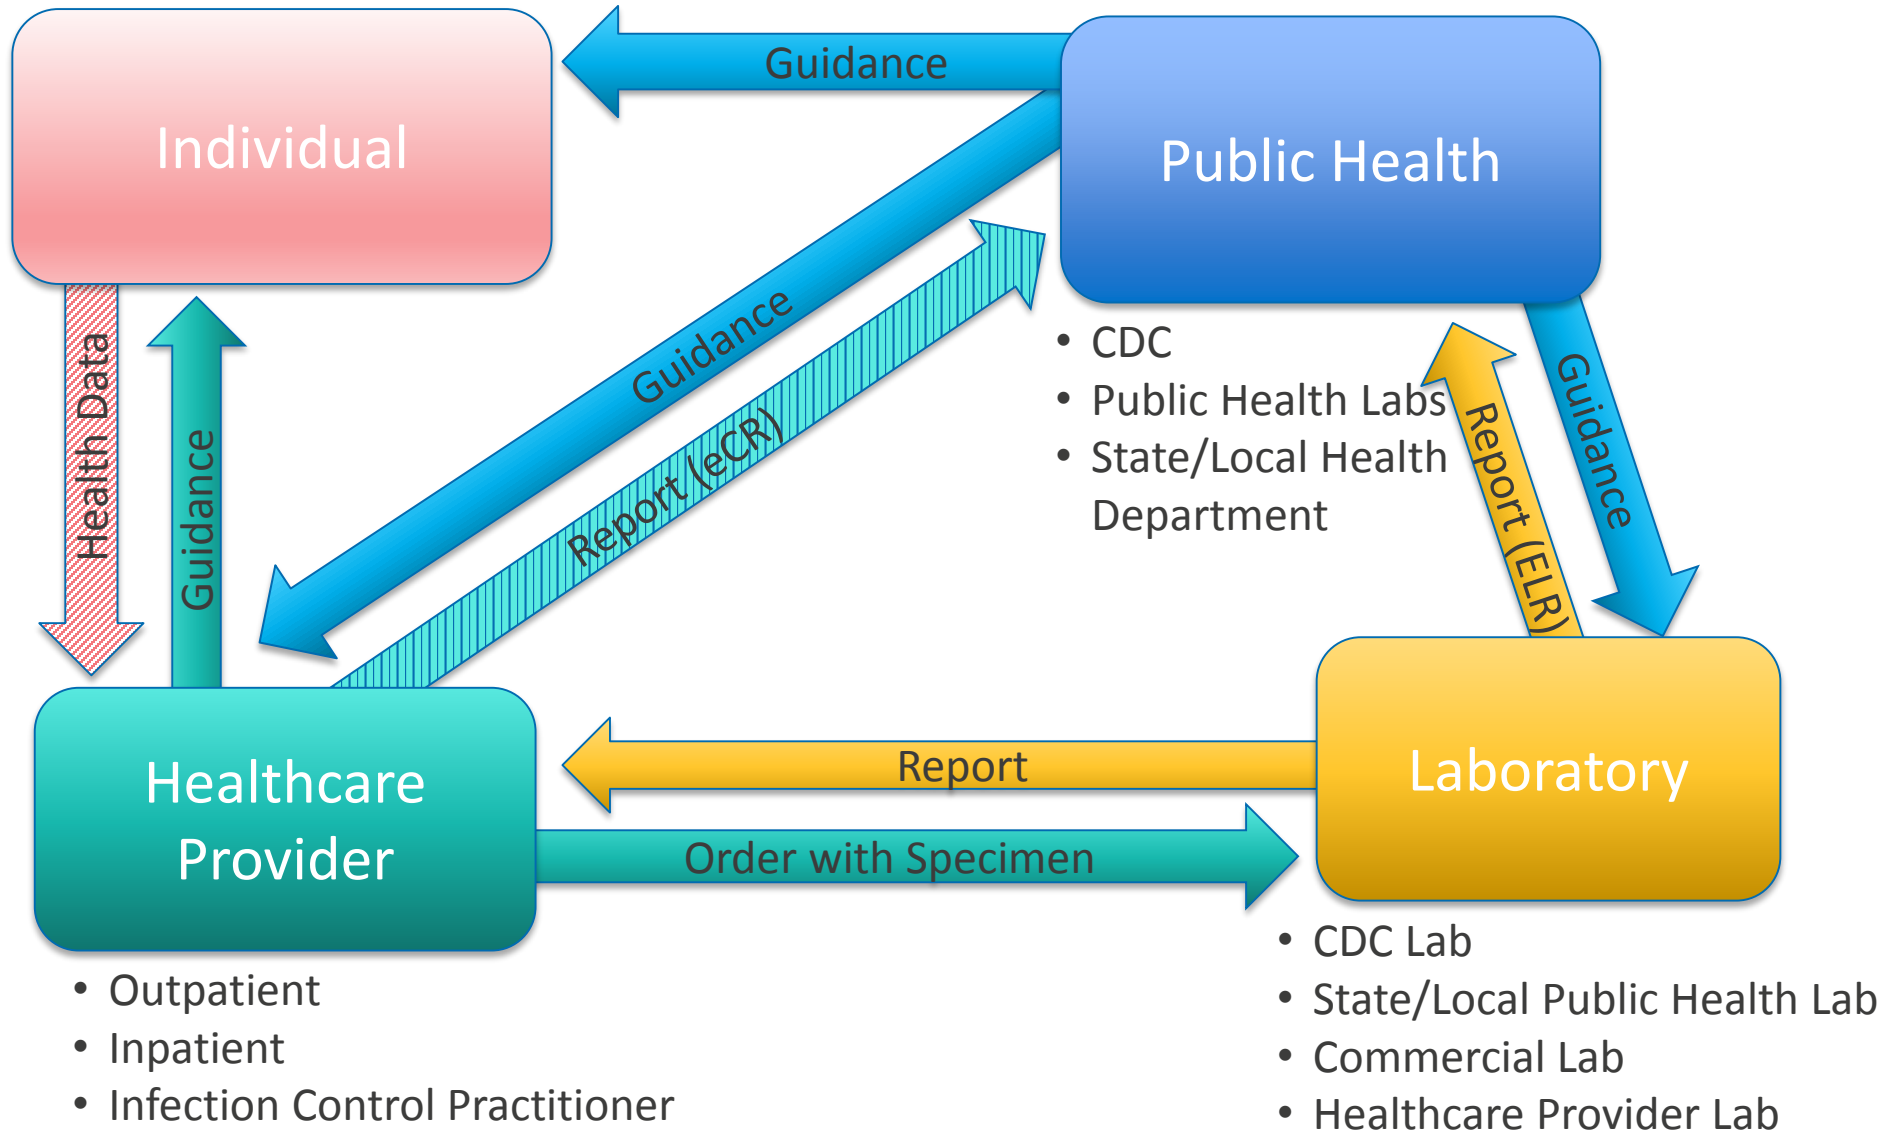 Individual
Guidance
Public Health
Health Data
Guidance
Guidance
Report (eCR)
• CDC
• Public Health Labs
• State/Local Health
Department
Report (ELR)
Guidance
Healthcare
Provider
Report
Order with Specimen
Laboratory
• Outpatient
• Inpatient
• Infection Control Practitioner
• CDC Lab
• State/Local Public Health Lab
• Commercial Lab
• Healthcare Provider Lab